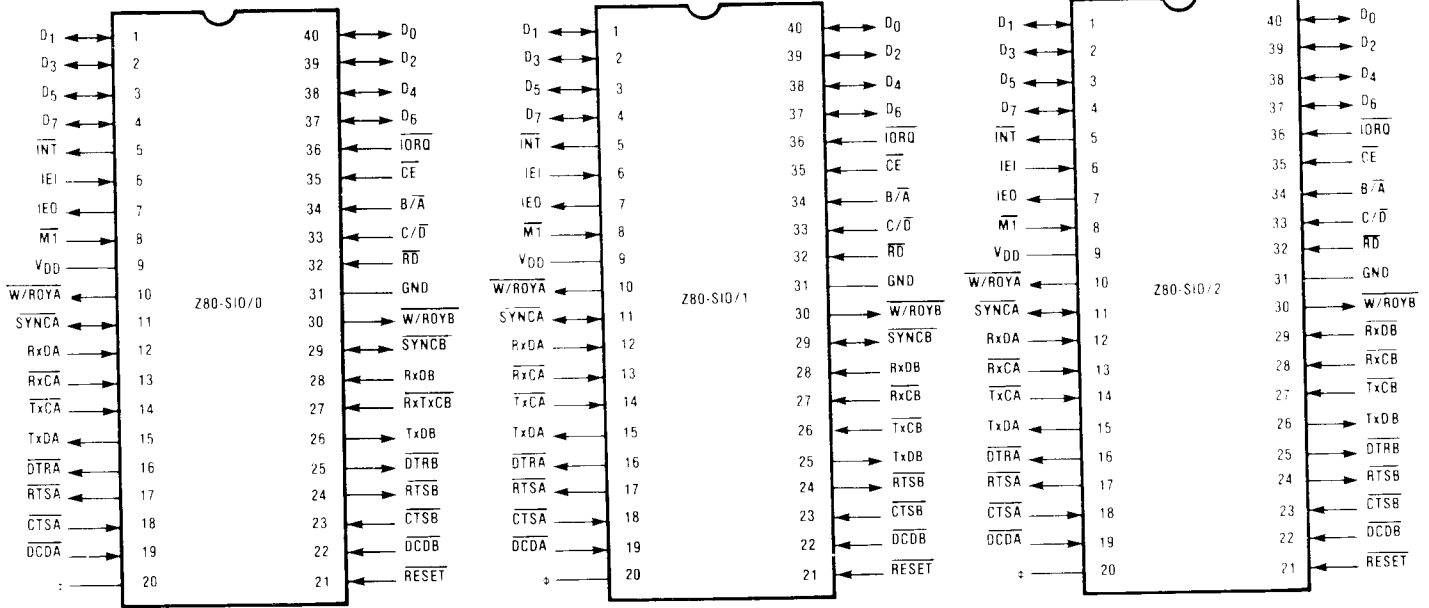 D1 1 40 D0
D3 2 39 D2
D5 3 38 D4
D7 4 37 D6
INT 5 36 IORQ
IEI 6 35 CE
IEO 7 34 B/A
M1 8 33 C/D
VDD 9 32 RD
W/RDYA 10 31 GND
SYNCA 11 30 W/RDYB
RxDA 12 29 SYNCB
RxCA 13 28 RxDB
TxCA 14 27 RxTxCB
TxDA 15 26 TxDB
DTRA 16 25 DTRB
RTSA 17 24 RTSB
CTSA 18 23 CTSB
DCDA 19 22 DCDB
20 21 RESET
Z80-SIO/0
D1 1 40 D0
D3 2 39 D2
D5 3 38 D4
D7 4 37 D6
INT 5 36 IORQ
IEI 6 35 CE
IEO 7 34 B/A
M1 8 33 C/D
VDD 9 32 RD
W/RDYA 10 31 GND
SYNCA 11 30 W/RDYB
RxDA 12 29 SYNCB
RxCA 13 28 RxDB
TxCA 14 27 RxCB
TxDA 15 26 TxCB
DTRA 16 25 TxDB
RTSA 17 24 RTSB
CTSA 18 23 CTSB
DCDA 19 22 DCDB
ϕ 20 21 RESET
Z80-SIO/1
D1 1 40 D0
D3 2 39 D2
D5 3 38 D4
D7 4 37 D6
INT 5 36 IORQ
IEI 6 35 CE
IEO 7 34 B/A
M1 8 33 C/D
VDD 9 32 RD
W/RDYA 10 31 GND
SYNCA 11 30 W/RDYB
RxDA 12 29 RxDB
RxCA 13 28 RxCB
TxCA 14 27 TxCB
TxDA 15 26 TxDB
DTRA 16 25 DTRB
RTSA 17 24 RTSB
CTSA 18 23 CTSB
DCDA 19 22 DCDB
ϕ 20 21 RESET
Z80-SIO/2